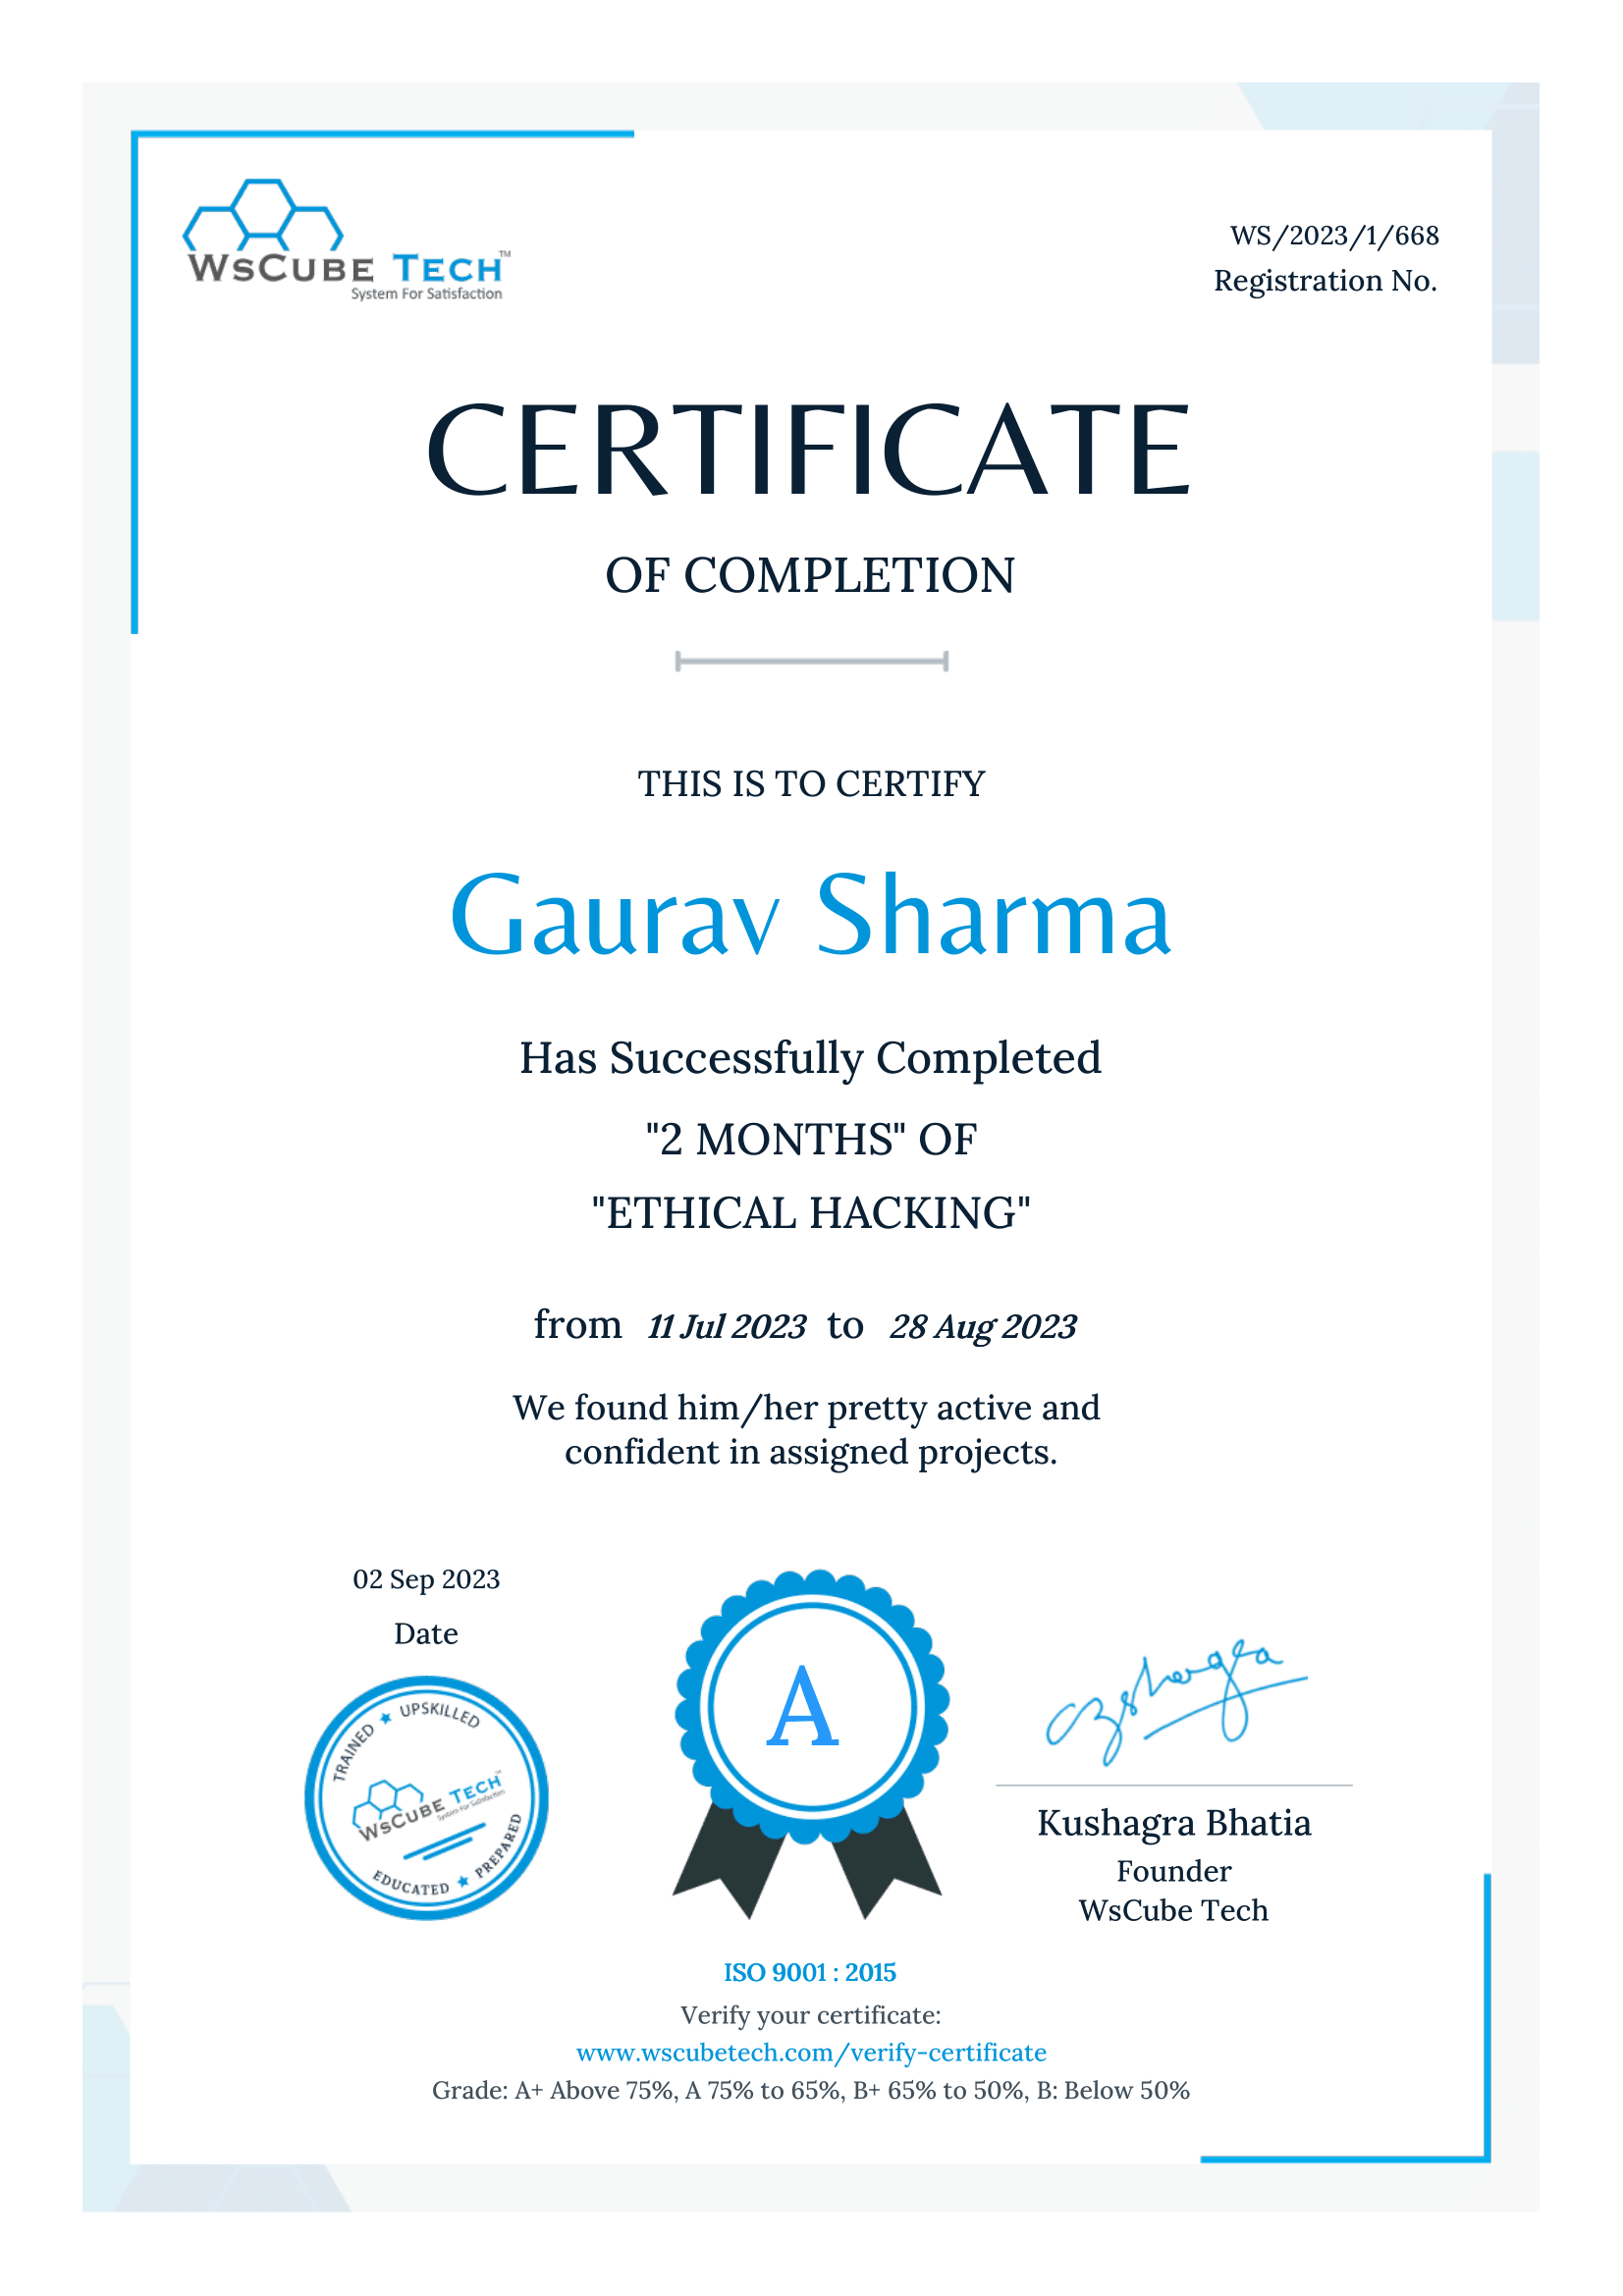 WSCUBE TECH™
System For Satisfaction
WS/2023/1/668
Registration No.
CERTIFICATE
OF COMPLETION
THIS IS TO CERTIFY
Gaurav Sharma
Has Successfully Completed
"2 MONTHS" OF
"ETHICAL HACKING"
from 11 Jul 2023 to 28 Aug 2023
We found him/her pretty active and
confident in assigned projects.
02 Sep 2023
Date
TRAINED ★ UPSKILLED
WSCUBE TECH™
System For Satisfaction
EDUCATED ★ PREPARED
A
Kushagra Bhatia
Founder
WsCube Tech
ISO 9001 : 2015
Verify your certificate:
www.wscubetech.com/verify-certificate
Grade: A+ Above 75%, A 75% to 65%, B+ 65% to 50%, B: Below 50%